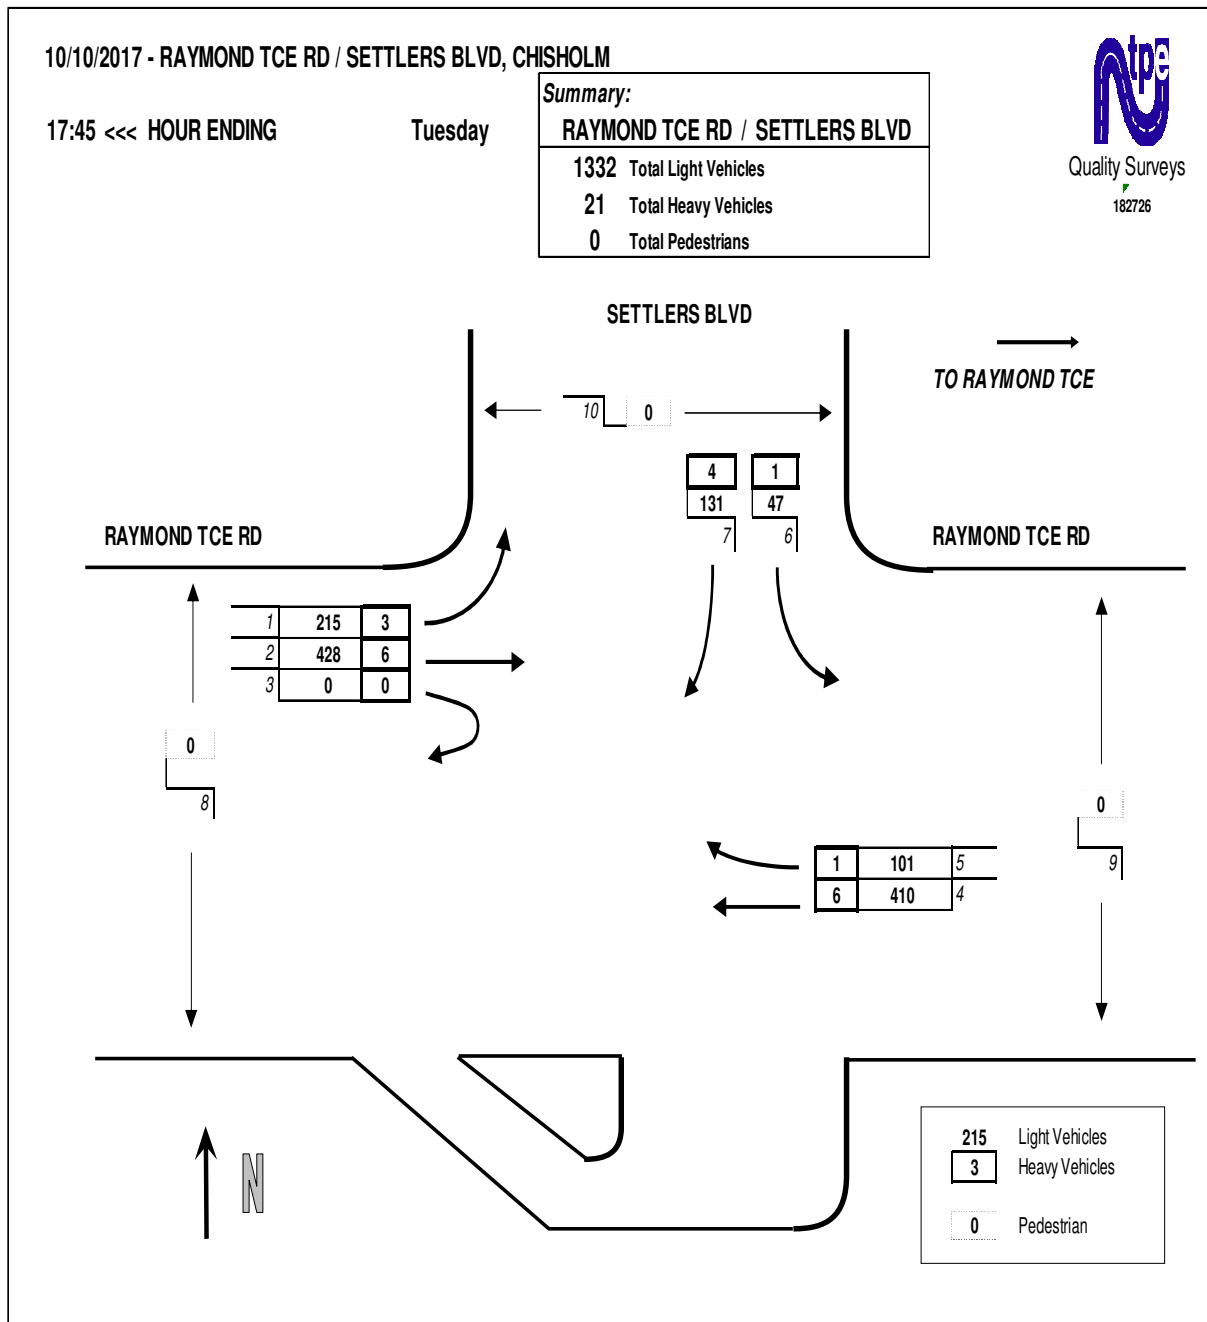 10/10/2017 - RAYMOND TCE RD / SETTLERS BLVD, CHISHOLM
17:45 <<< HOUR ENDING Tuesday
Summary:
RAYMOND TCE RD / SETTLERS BLVD
1332 Total Light Vehicles
21 Total Heavy Vehicles
0 Total Pedestrians
tpe
Quality Surveys
182726
SETTLERS BLVD
TO RAYMOND TCE
10 0
4 1
131 47
7 6
RAYMOND TCE RD
RAYMOND TCE RD
1 215 3
2 428 6
3 0 0
0
8
0
9
1 101 5
6 410 4
N
215 Light Vehicles
3 Heavy Vehicles
0 Pedestrian